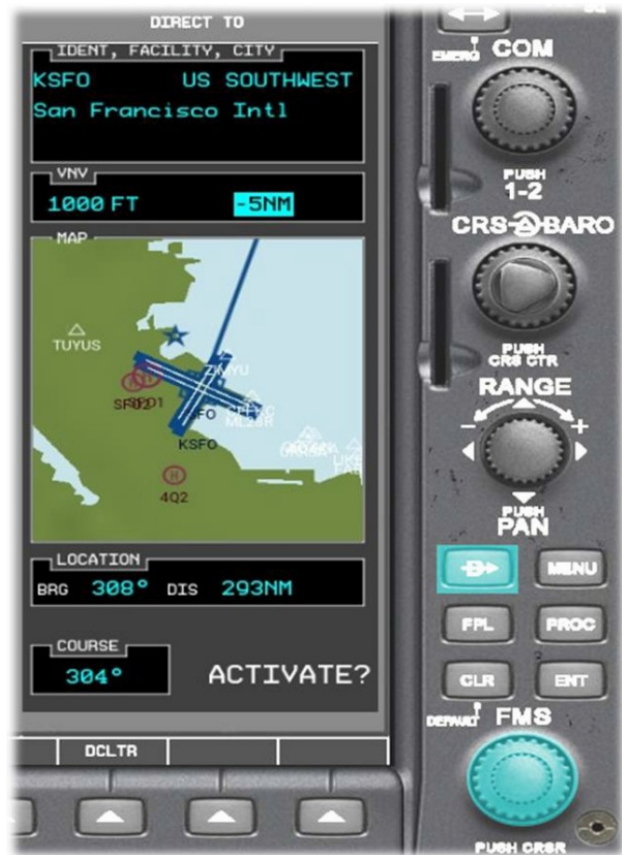 DIRECT TO
IDENT, FACILITY, CITY
KSFO US SOUTHWEST
San Francisco Intl
VNV
1000 FT -5NM
MAP
TUYUS
SFO2
KSFO
4Q2
LOCATION
BRG 308° DIS 293NM
COURSE
304° ACTIVATE?
DCLTR
EMERG
COM
PUSH
1-2
CRS BARO
PUSH
CRS CTR
RANGE
- +
PUSH
PAN
D MENU
FPL PROC
CLR ENT
DEFAULT FMS
PUSH CRSR